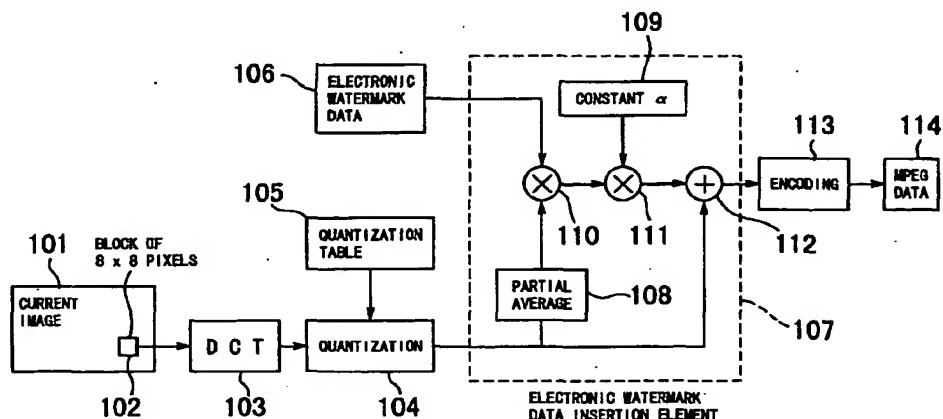 109
106
ELECTRONIC
WATERMARK
DATA
CONSTANT α
113
114
ENCODING
MPEG
DATA
110
111
112
105
QUANTIZATION
TABLE
101
BLOCK OF
8 x 8 PIXELS
CURRENT
IMAGE
PARTIAL
AVERAGE
108
107
D C T
QUANTIZATION
102
103
104
ELECTRONIC WATERMARK
DATA INSERTION ELEMENT